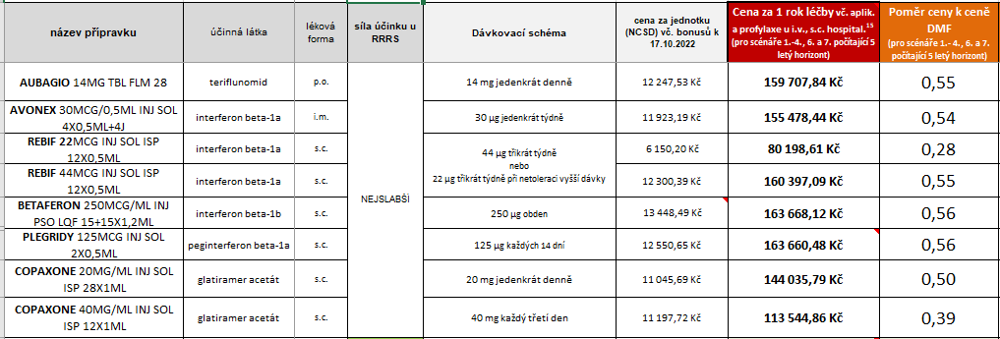 název přípravku
účinná látka
léková
forma
síla účinku u
RRRS
Dávkovací schéma
cena za jednotku
(NCSD) vč. bonusů k
17.10.2022
Cena za 1 rok léčby vč. aplik.
a profylaxe u i.v., s.c. hospital.15
(pro scénáře 1.-4., 6. a 7. počítající 5
letý horizont)
Poměr ceny k ceně
DMF
(pro scénáře 1.- 4., 6. a 7.
počítající 5 letý horizont)
AUBAGIO 14MG TBL FLM 28
teriflunomid
p.o.
14 mg jedenkrát denně
12 247,53 Kč
159 707,84 Kč
0,55
AVONEX 30MCG/0,5ML INJ SOL
4X0,5ML+4J
interferon beta-1a
i.m.
30 µg jedenkrát týdně
11 923,19 Kč
155 478,44 Kč
0,54
REBIF 22MCG INJ SOL ISP
12X0,5ML
interferon beta-1a
s.c.
44 µg třikrát týdně
nebo
22 µg třikrát týdně při netoleraci vyšší dávky
6 150,20 Kč
80 198,61 Kč
0,28
REBIF 44MCG INJ SOL ISP
12X0,5ML
interferon beta-1a
s.c.
12 300,39 Kč
160 397,09 Kč
0,55
NEJSLABŠÍ
BETAFERON 250MCG/ML INJ
PSO LQF 15+15X1,2ML
interferon beta-1b
s.c.
250 µg obden
13 448,49 Kč
163 668,12 Kč
0,56
PLEGRIDY 125MCG INJ SOL
2X0,5ML
peginterferon beta-1a
s.c.
125 µg každých 14 dní
12 550,65 Kč
163 660,48 Kč
0,56
COPAXONE 20MG/ML INJ SOL
ISP 28X1ML
glatiramer acetát
s.c.
20 mg jedenkrát denně
11 045,69 Kč
144 035,79 Kč
0,50
COPAXONE 40MG/ML INJ SOL
ISP 12X1ML
glatiramer acetát
s.c.
40 mg každý třetí den
11 197,72 Kč
113 544,86 Kč
0,39